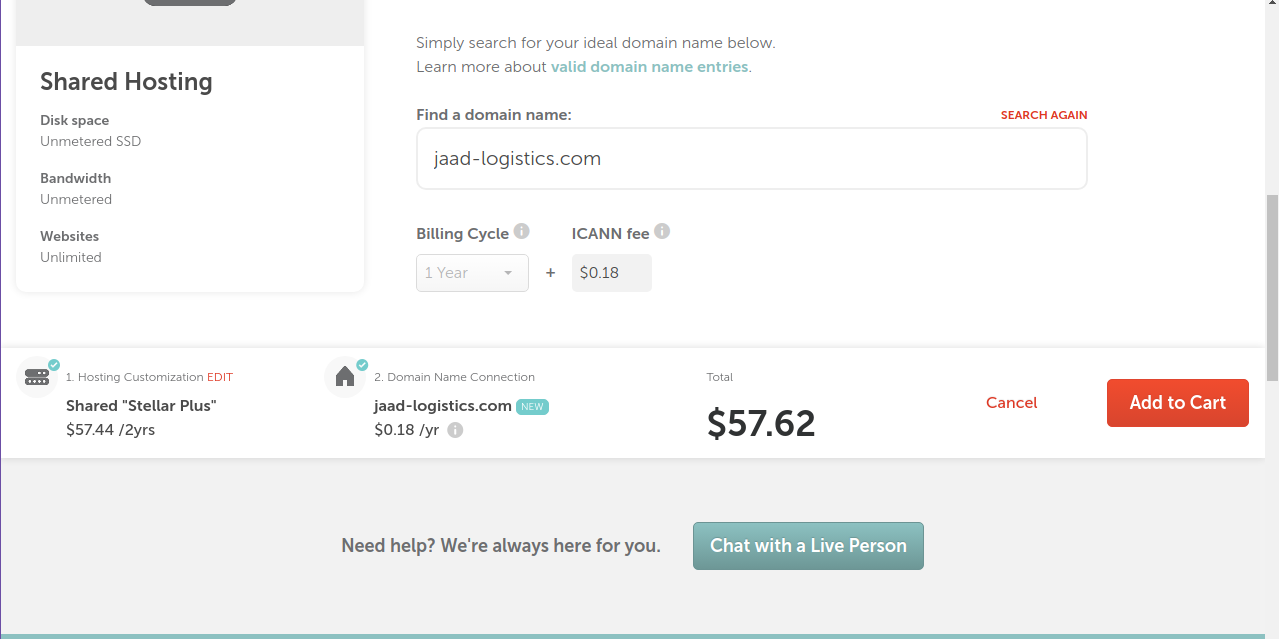 Simply search for your ideal domain name below.
Learn more about valid domain name entries.
Shared Hosting
Disk space
Unmetered SSD
Bandwidth
Unmetered
Websites
Unlimited
Find a domain name:
SEARCH AGAIN
jaad-logistics.com
Billing Cycle
ICANN fee
1 Year
+
$0.18
1. Hosting Customization EDIT
Shared "Stellar Plus"
$57.44 /2yrs
2. Domain Name Connection
jaad-logistics.com NEW
$0.18 /yr
Total
$57.62
Cancel
Add to Cart
Need help? We're always here for you.
Chat with a Live Person